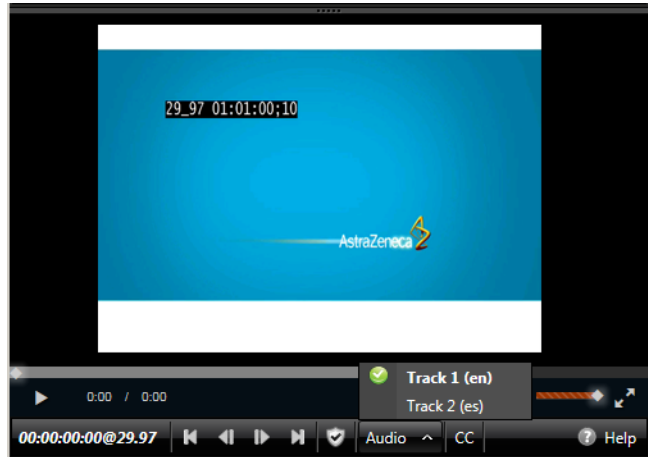 29_97 01:01:00;10
AstraZeneca
Track 1 (en)
Track 2 (es)
0:00 / 0:00
00:00:00:00@29.97
Audio
CC
? Help